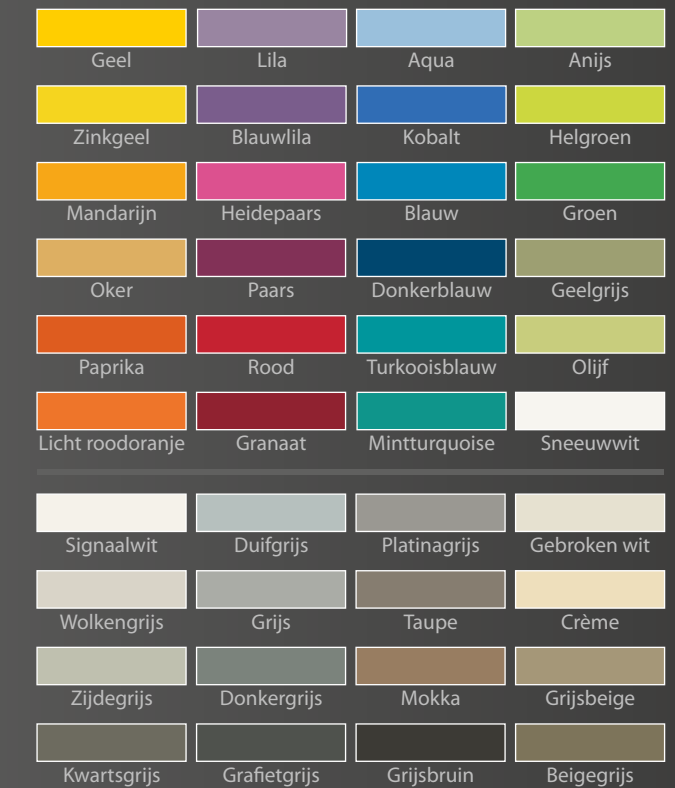 Geel Lila Aqua Anijs
Zinkgeel Blauwlila Kobalt Helgroen
Mandarijn Heidepaars Blauw Groen
Oker Paars Donkerblauw Geelgrijs
Paprika Rood Turkooisblauw Olijf
Licht roodoranje Granaat Mintturquoise Sneeuwwit
Signaalwit Duifgrijs Platinagrijs Gebroken wit
Wolkengrijs Grijs Taupe Crème
Zijdegrijs Donkergrijs Mokka Grijsbeige
Kwartsgrijs Grafietgrijs Grijsbruin Beigegrijs